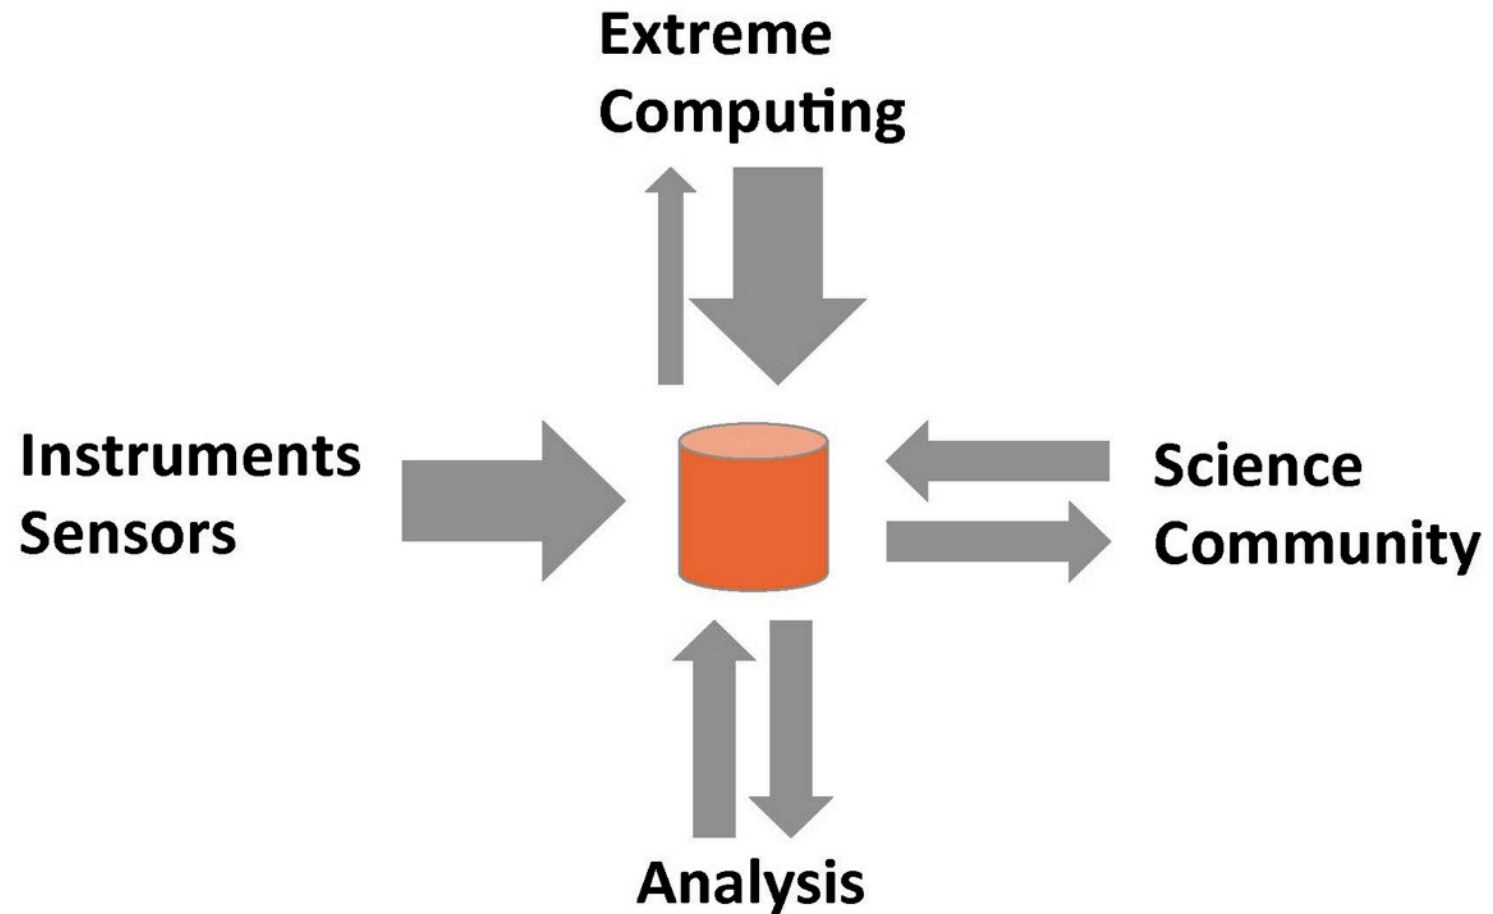 Extreme
Computing
Instruments
Sensors
Science
Community
Analysis